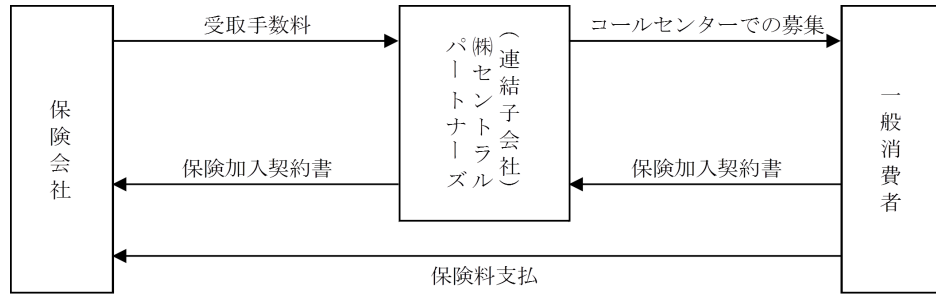 受取手数料
コールセンターでの募集
保険会社
(連結子会社)
㈱セントラル
パートナーズ
一般消費者
保険加入契約書
保険加入契約書
保険料支払